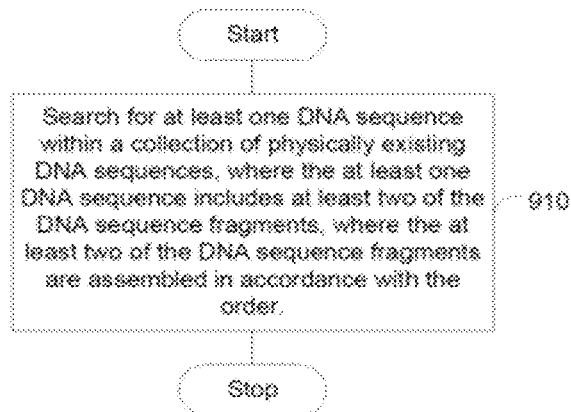 Start
Search for at least one DNA sequence
within a collection of physically existing
DNA sequences, where the at least one
DNA sequence includes at least two of the
DNA sequence fragments, where the at
least two of the DNA sequence fragments
are assembled in accordance with the
order.
910
Stop